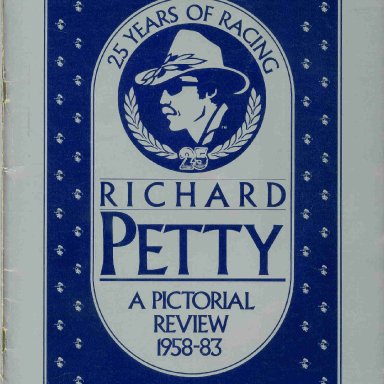 25 YEARS OF RACING
25
RICHARD
PETTY
A PICTORIAL
REVIEW
1958-83